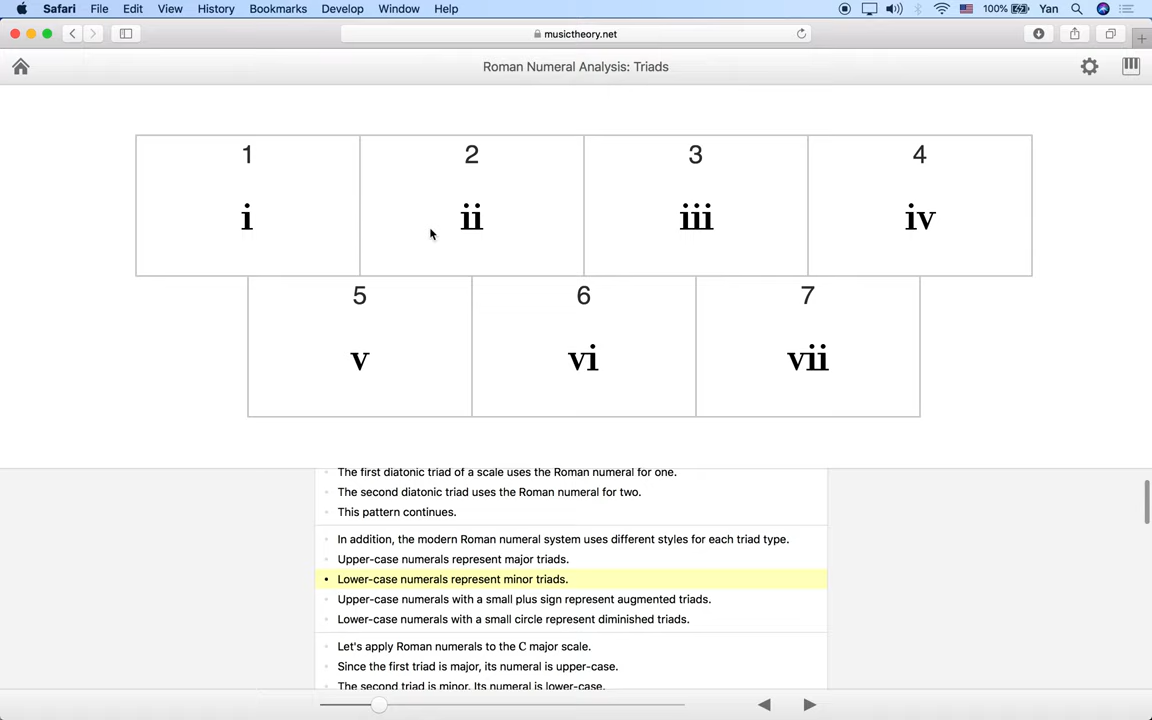 Safari File Edit View History Bookmarks Develop Window Help 100% Yan
musictheory.net
Roman Numeral Analysis: Triads
1 2 3 4
i ii iii iv
5 6 7
v vi vii
The first diatonic triad of a scale uses the Roman numeral for one.
The second diatonic triad uses the Roman numeral for two.
This pattern continues.
In addition, the modern Roman numeral system uses different styles for each triad type.
Upper-case numerals represent major triads.
Lower-case numerals represent minor triads.
Upper-case numerals with a small plus sign represent augmented triads.
Lower-case numerals with a small circle represent diminished triads.
Let's apply Roman numerals to the C major scale.
Since the first triad is major, its numeral is upper-case.
The second triad is minor. Its numeral is lower-case.